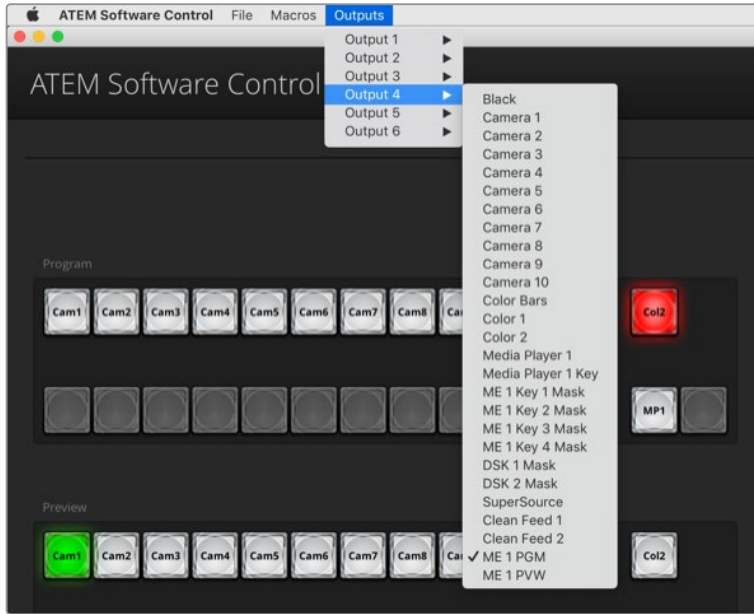 ATEM Software Control File Macros Outputs
Output 1
Output 2
Output 3
Output 4
Output 5
Output 6
ATEM Software Control
Black
Camera 1
Camera 2
Camera 3
Camera 4
Camera 5
Camera 6
Camera 7
Camera 8
Camera 9
Camera 10
Color Bars
Color 1
Color 2
Media Player 1
Media Player 1 Key
ME 1 Key 1 Mask
ME 1 Key 2 Mask
ME 1 Key 3 Mask
ME 1 Key 4 Mask
DSK 1 Mask
DSK 2 Mask
SuperSource
Clean Feed 1
Clean Feed 2
ME 1 PGM
ME 1 PVW
Program
Cam1 Cam2 Cam3 Cam4 Cam5 Cam6 Cam7 Cam8 Col2
MP1
Preview
Cam1 Cam2 Cam3 Cam4 Cam5 Cam6 Cam7 Cam8 Col2